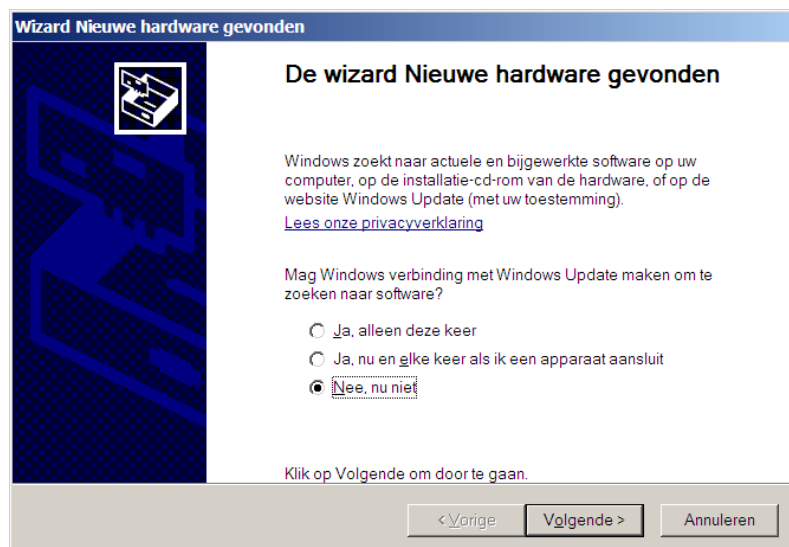 Wizard Nieuwe hardware gevonden
De wizard Nieuwe hardware gevonden
Windows zoekt naar actuele en bijgewerkte software op uw
computer, op de installatie-cd-rom van de hardware, of op de
website Windows Update (met uw toestemming).
Lees onze privacyverklaring
Mag Windows verbinding met Windows Update maken om te
zoeken naar software?
Ja, alleen deze keer
Ja, nu en elke keer als ik een apparaat aansluit
Nee, nu niet
Klik op Volgende om door te gaan.
< Vorige Volgende > Annuleren